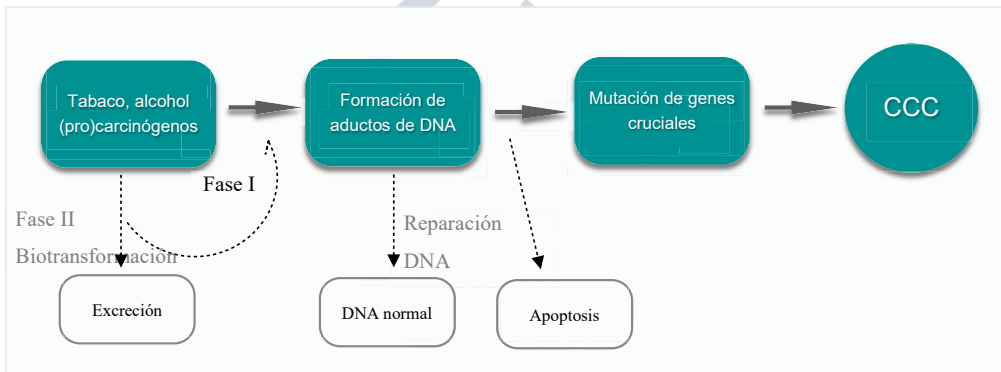 Tabaco, alcohol
(pro)carcinógenos
Formación de
aductos de DNA
Mutación de genes
cruciales
CCC
Fase I
Fase II
Biotransformación
Reparación
DNA
Excreción
DNA normal
Apoptosis